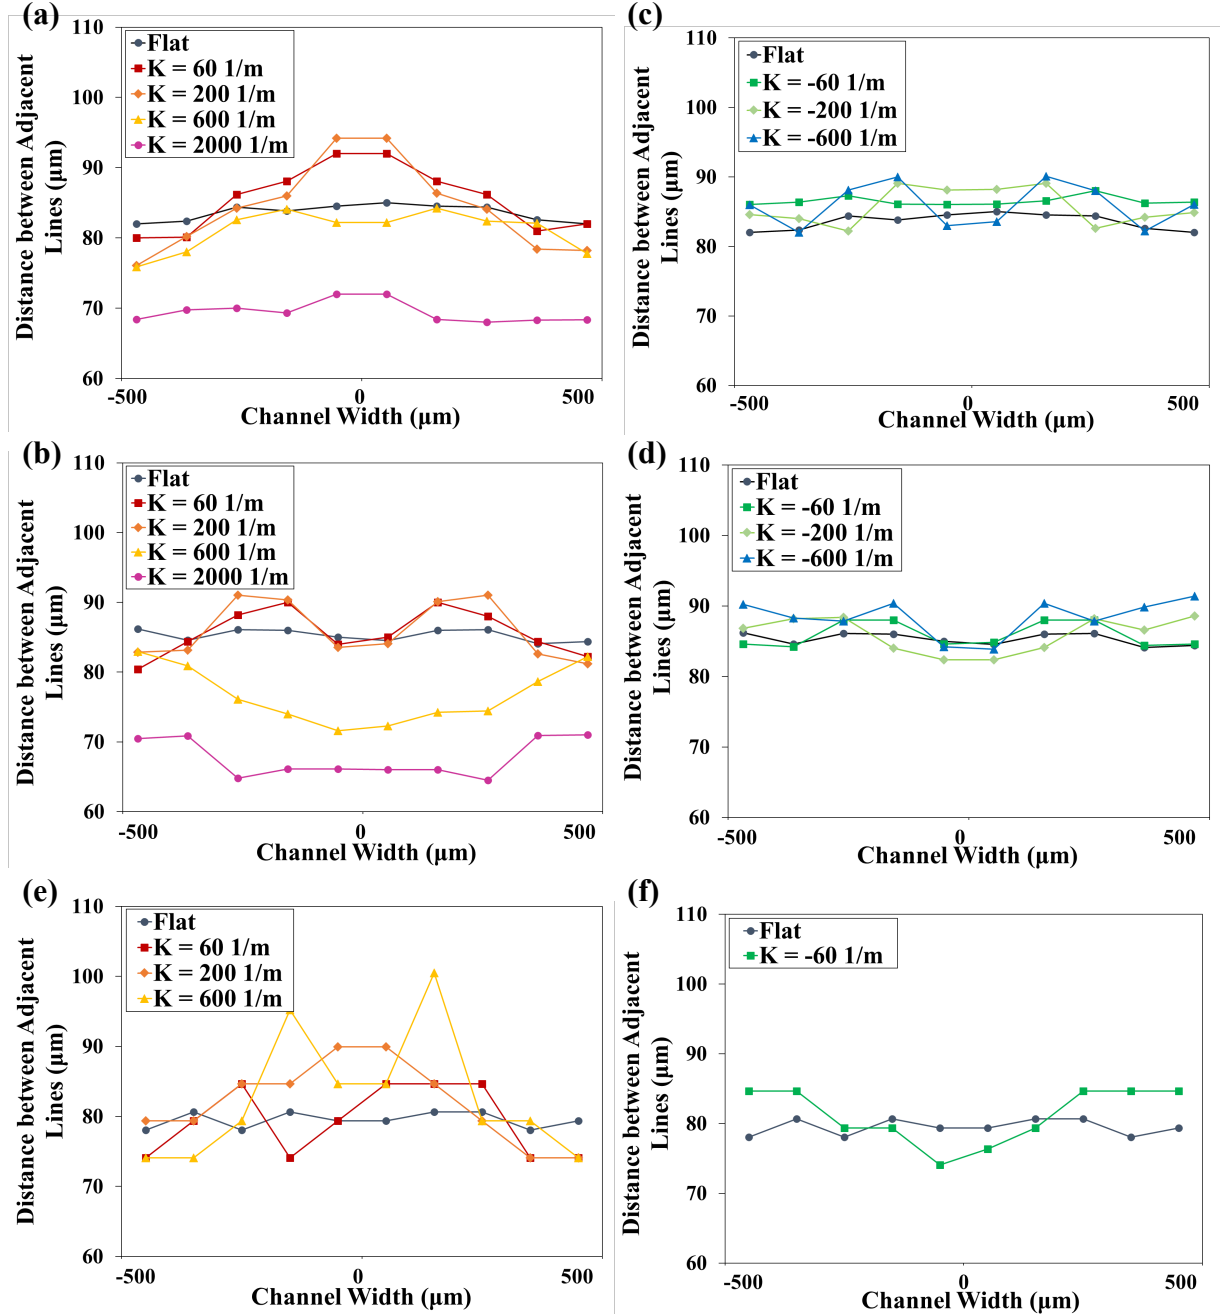 (a)
110
100
90
80
70
60
Distance between Adjacent
Lines (μm)
Flat
K = 60 1/m
K = 200 1/m
K = 600 1/m
K = 2000 1/m
-500
0
500
Channel Width (μm)
(c)
110
100
90
80
70
60
Distance between Adjacent
Lines (μm)
Flat
K = -60 1/m
K = -200 1/m
K = -600 1/m
-500
0
500
Channel Width (μm)
(b)
110
100
90
80
70
60
Distance between Adjacent
Lines (μm)
Flat
K = 60 1/m
K = 200 1/m
K = 600 1/m
K = 2000 1/m
-500
0
500
Channel Width (μm)
(d)
110
100
90
80
70
60
Distance between Adjacent
Lines (μm)
Flat
K = -60 1/m
K = -200 1/m
K = -600 1/m
-500
0
500
Channel Width (μm)
(e)
110
100
90
80
70
60
Distance between Adjacent
Lines (μm)
Flat
K = 60 1/m
K = 200 1/m
K = 600 1/m
-500
0
500
Channel Width (μm)
(f)
110
100
90
80
70
60
Distance between Adjacent
Lines (μm)
Flat
K = -60 1/m
-500
0
500
Channel Width (μm)